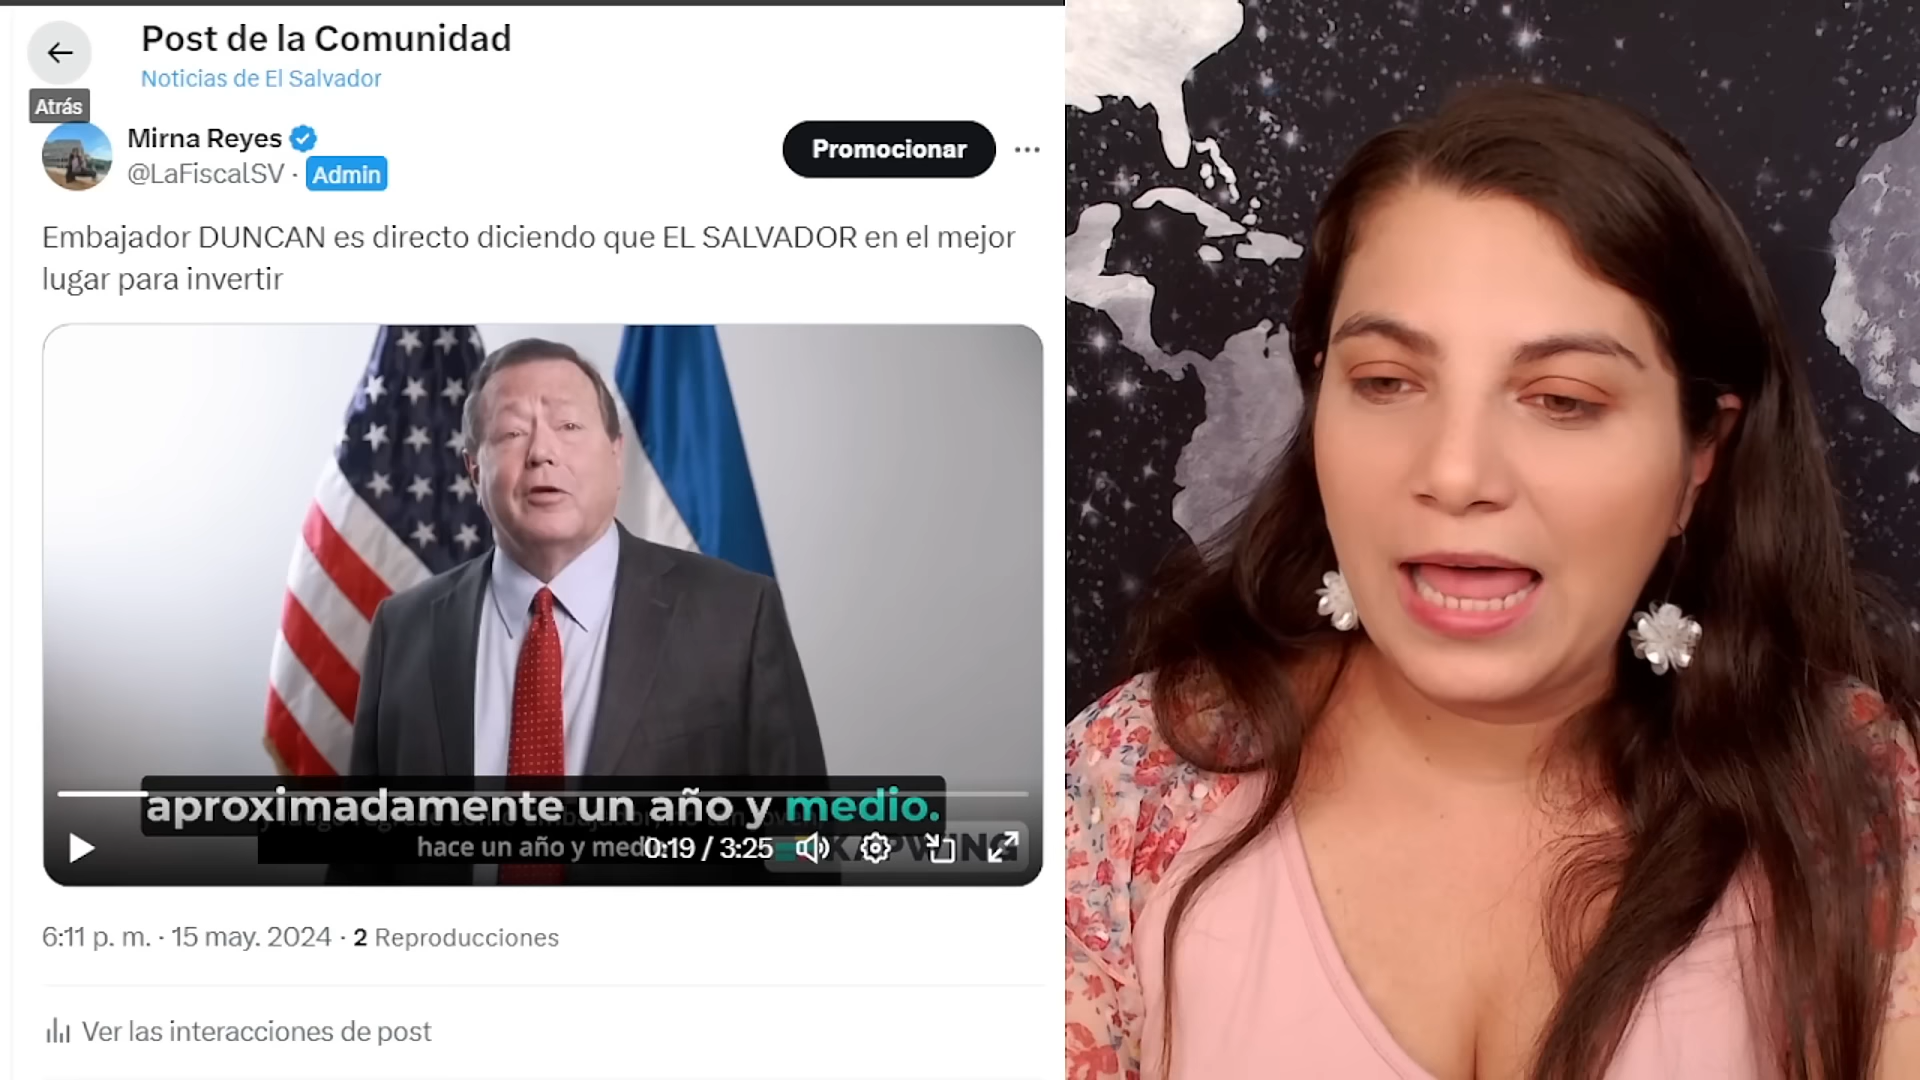 Post de la Comunidad
Noticias de El Salvador
Atrás
Mirna Reyes
@LaFiscalSV · Admin
Promocionar
Embajador DUNCAN es directo diciendo que EL SALVADOR en el mejor
lugar para invertir
aproximadamente un año y medio.
hace un año y med
0:19 / 3:25
KAPWING
6:11 p. m. · 15 may. 2024 · 2 Reproducciones
Ver las interacciones de post